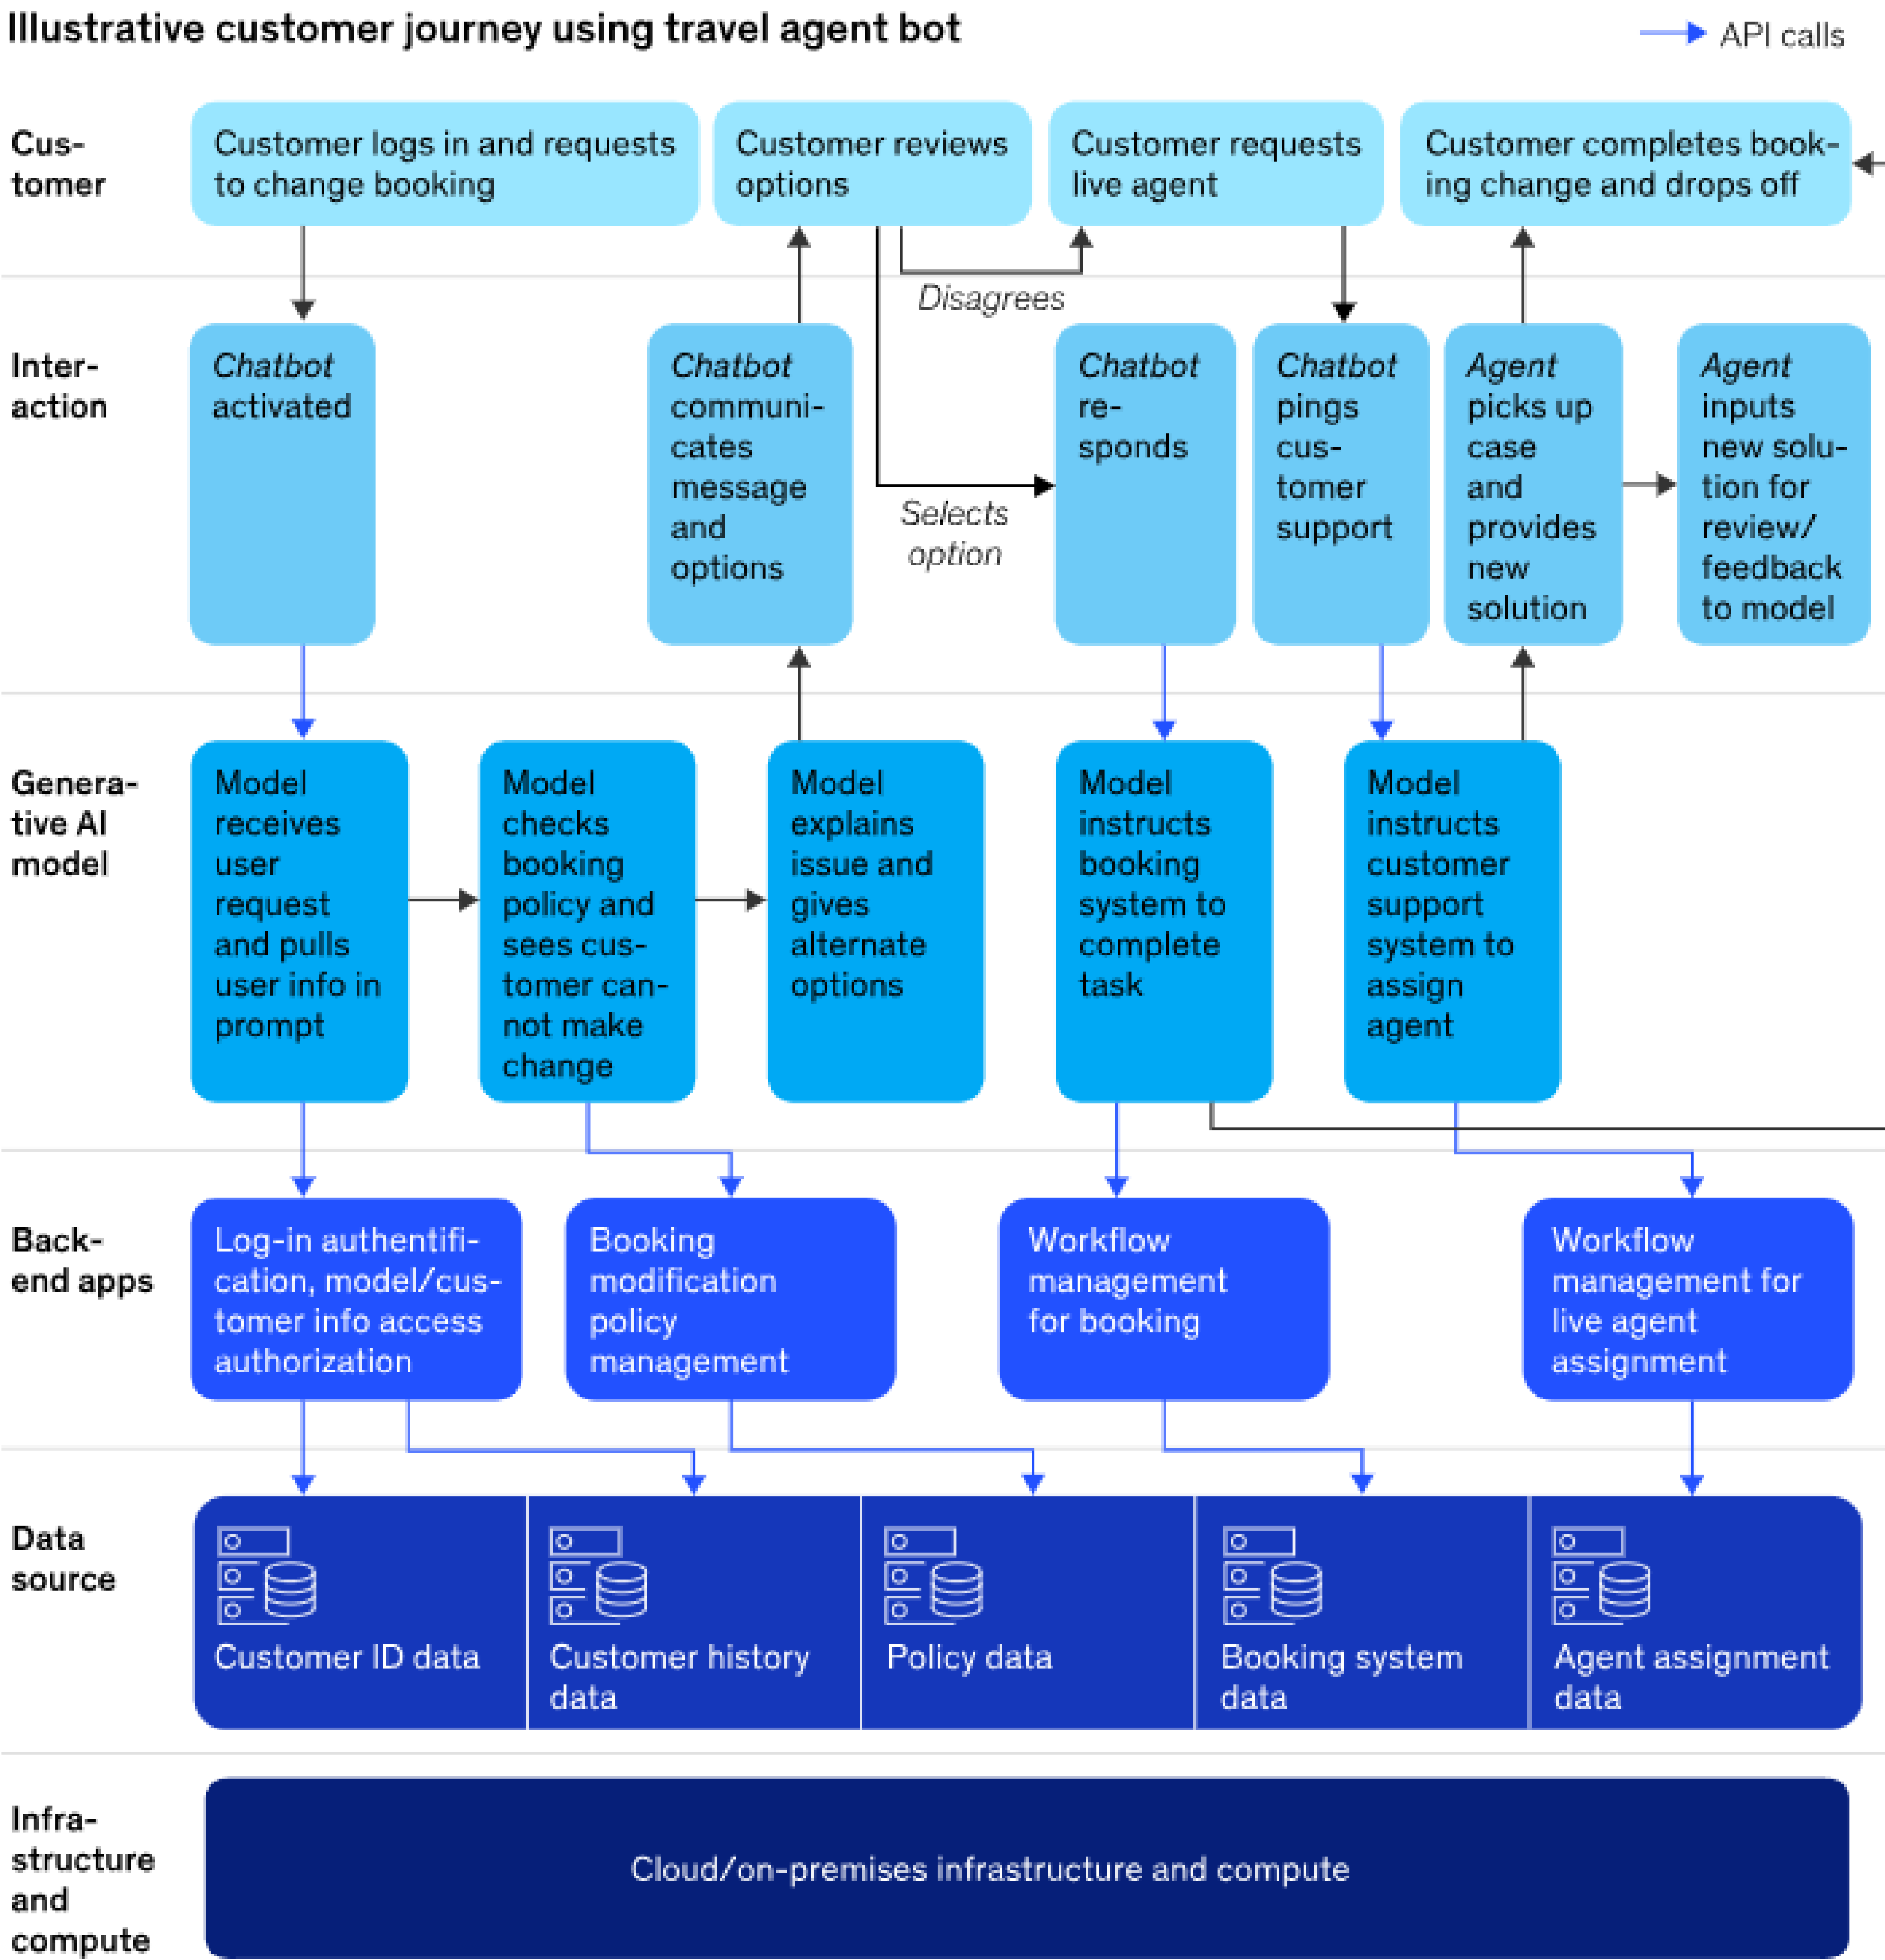 Illustrative customer journey using travel agent bot
API calls
Cus-
tomer
Customer logs in and requests
to change booking
Customer reviews
options
Customer requests
live agent
Customer completes book-
ing change and drops off
Disagrees
Selects
option
Inter-
action
Chatbot
activated
Chatbot
communi-
cates
message
and
options
Chatbot
re-
sponds
Chatbot
pings
cus-
tomer
support
Agent
picks up
case
and
provides
new
solution
Agent
inputs
new solu-
tion for
review/
feedback
to model
Genera-
tive AI
model
Model
receives
user
request
and pulls
user info in
prompt
Model
checks
booking
policy and
sees cus-
tomer can-
not make
change
Model
explains
issue and
gives
alternate
options
Model
instructs
booking
system to
complete
task
Model
instructs
customer
support
system to
assign
agent
Back-
end apps
Log-in authentifi-
cation, model/cus-
tomer info access
authorization
Booking
modification
policy
management
Workflow
management
for booking
Workflow
management for
live agent
assignment
Data
source
Customer ID data
Customer history
data
Policy data
Booking system
data
Agent assignment
data
Infra-
structure
and
compute
Cloud/on-premises infrastructure and compute